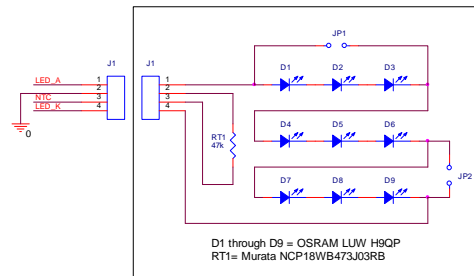 JP1
J1 J1
D1 D2 D3
LED_A 1 1
2 2
NTC 3 3
LED_K 4 4
0
RT1
47k
D4 D5 D6
JP2
D7 D8 D9
D1 through D9 = OSRAM LUW H9QP
RT1= Murata NCP18WB473J03RB